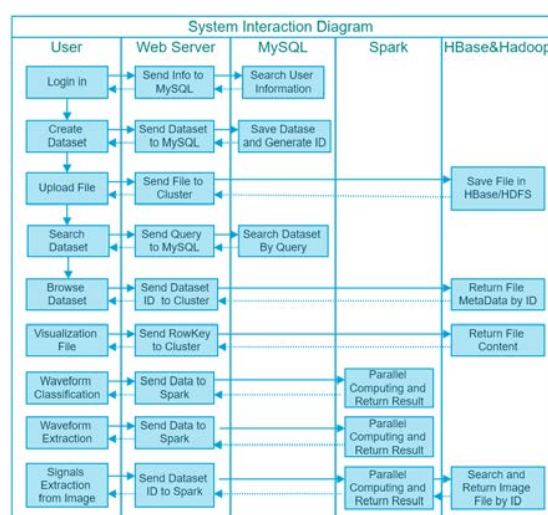 System Interaction Diagram
User
Web Server
MySQL
Spark
HBase&Hadoop
Login in
Send Info to
MySQL
Search User
Information
Create
Dataset
Send Dataset
to MySQL
Save Datase
and Generate ID
Upload File
Send File to
Cluster
Save File in
HBase/HDFS
Search
Dataset
Send Query
to MySQL
Search Dataset
By Query
Browse
Dataset
Send Dataset
ID to Cluster
Return File
MetaData by ID
Visualization
File
Send RowKey
to Cluster
Return File
Content
Waveform
Classification
Send Data to
Spark
Parallel
Computing and
Return Result
Waveform
Extraction
Send Data to
Spark
Parallel
Computing and
Return Result
Signals
Extraction
from Image
Send Dataset
ID to Spark
Parallel
Computing and
Return Result
Search and
Return Image
File by ID